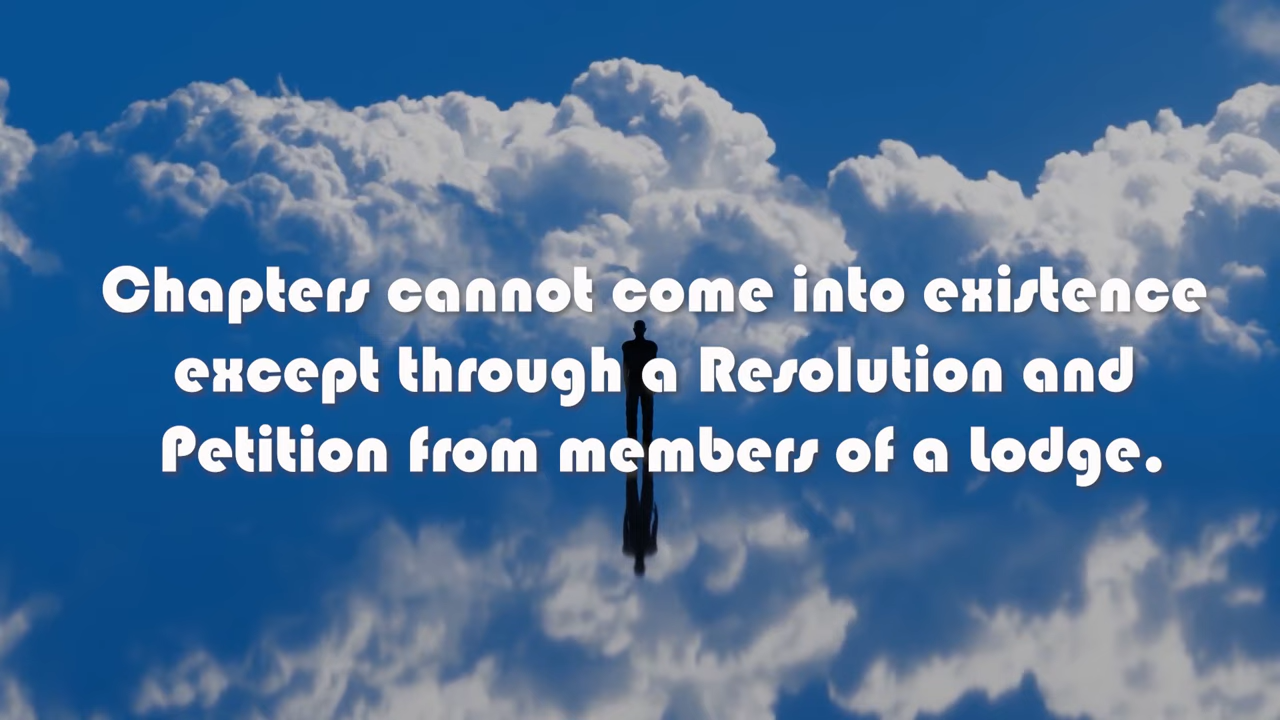 Chapters cannot come into existence
except through a Resolution and
Petition from members of a Lodge.